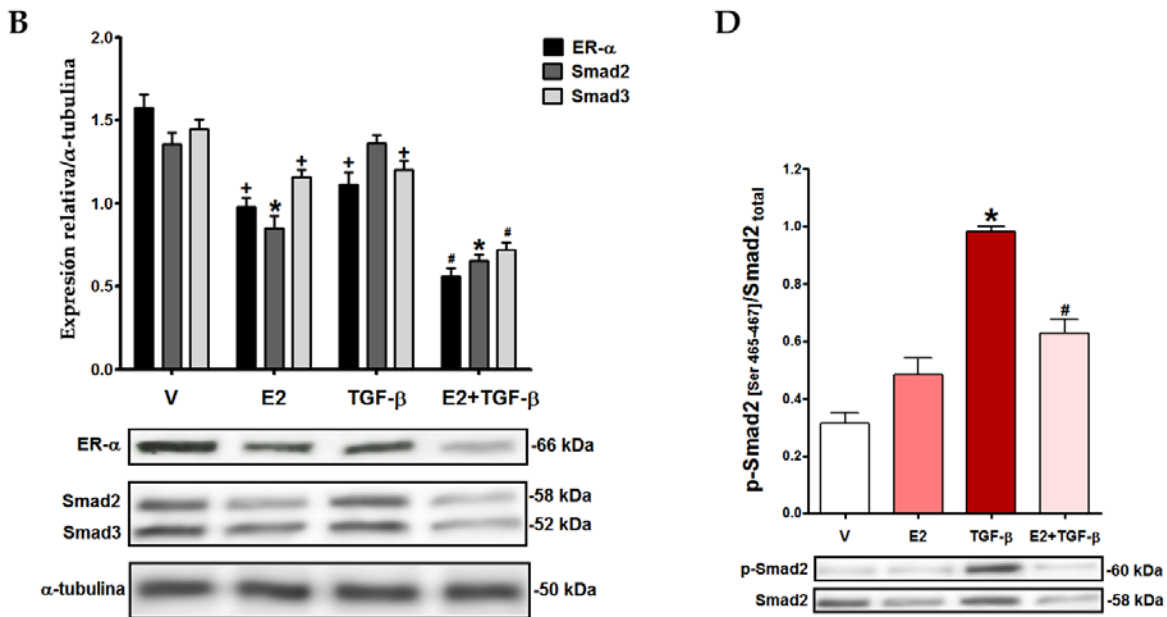 B
Expresión relativa/α-tubulina
2.0
1.5
1.0
0.5
0.0
ER-α
Smad2
Smad3
+
*
+
+
+
#
*
#
V E2 TGF-β E2+TGF-β
ER-α -66 kDa
Smad2 -58 kDa
Smad3 -52 kDa
α-tubulina -50 kDa
D
p-Smad2 [Ser 465-467]/Smad2 total
1.2
1.0
0.8
0.6
0.4
0.2
0.0
*
#
V E2 TGF-β E2+TGF-β
p-Smad2 -60 kDa
Smad2 -58 kDa